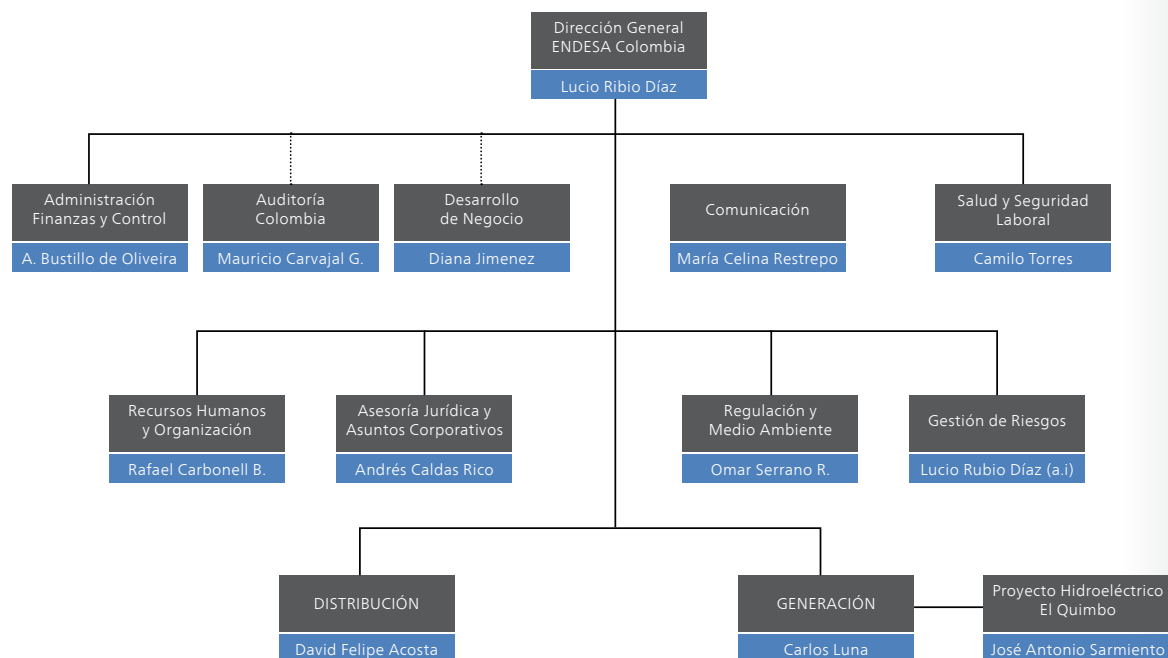 Dirección General
ENDESA Colombia
Lucio Ribio Díaz
Administración
Finanzas y Control
A. Bustillo de Oliveira
Auditoría
Colombia
Mauricio Carvajal G.
Desarrollo
de Negocio
Diana Jimenez
Comunicación
María Celina Restrepo
Salud y Seguridad
Laboral
Camilo Torres
Recursos Humanos
y Organización
Rafael Carbonell B.
Asesoría Jurídica y
Asuntos Corporativos
Andrés Caldas Rico
Regulación y
Medio Ambiente
Omar Serrano R.
Gestión de Riesgos
Lucio Rubio Díaz (a.i)
DISTRIBUCIÓN
David Felipe Acosta
GENERACIÓN
Carlos Luna
Proyecto Hidroeléctrico
El Quimbo
José Antonio Sarmiento